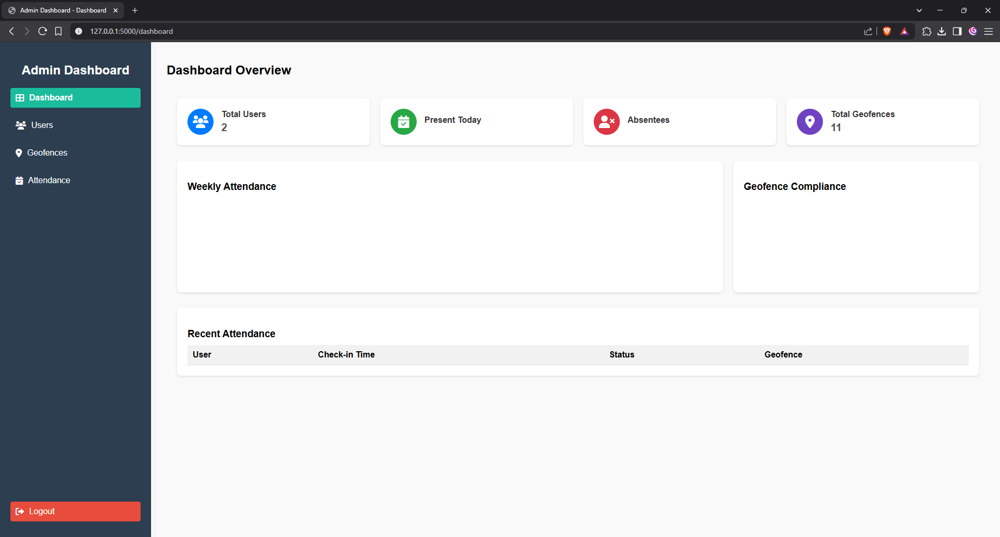 Admin Dashboard - Dashboard
127.0.0.1:5000/dashboard
Admin Dashboard
Dashboard
Users
Geofences
Attendance
Logout
Dashboard Overview
Total Users
2
Present Today
Absentees
Total Geofences
11
Weekly Attendance
Geofence Compliance
Recent Attendance
User Check-in Time Status Geofence